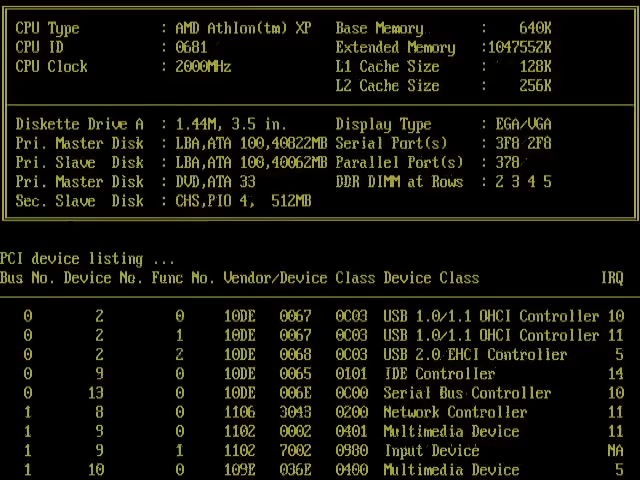 CPU Type : AMD Athlon(tm) XP Base Memory : 640K
CPU ID : 0681 Extended Memory :1047552K
CPU Clock : 2000MHz L1 Cache Size : 128K
L2 Cache Size : 256K
Diskette Drive A : 1.44M, 3.5 in. Display Type : EGA/VGA
Pri. Master Disk : LBA,ATA 100,40822MB Serial Port(s) : 3F8 2F8
Pri. Slave Disk : LBA,ATA 100,40062MB Parallel Port(s) : 378
Pri. Master Disk : DVD,ATA 33 DDR DIMM at Rows : 2 3 4 5
Sec. Slave Disk : CHS,PIO 4, 512MB
PCI device listing ...
Bus No. Device No. Func No. Vendor/Device Class Device Class IRQ
0 2 0 10DE 0067 0C03 USB 1.0/1.1 OHCI Controller 10
0 2 1 10DE 0067 0C03 USB 1.0/1.1 OHCI Controller 11
0 2 2 10DE 0068 0C03 USB 2.0 EHCI Controller 5
0 9 0 10DE 0065 0101 IDE Controller 14
0 13 0 10DE 006E 0C00 Serial Bus Controller 10
1 8 0 1106 3043 0200 Network Controller 11
1 9 0 1102 0002 0401 Multimedia Device 11
1 9 1 1102 7002 0980 Input Device NA
1 10 0 109E 036E 0400 Multimedia Device 5